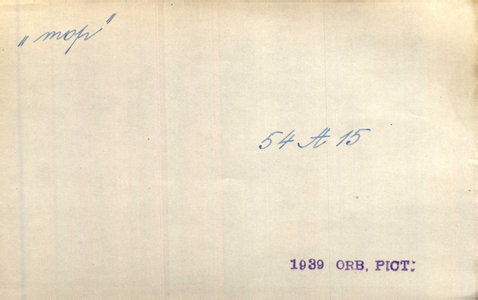 „mop"
54 A 15
1939 ORB, PICT: